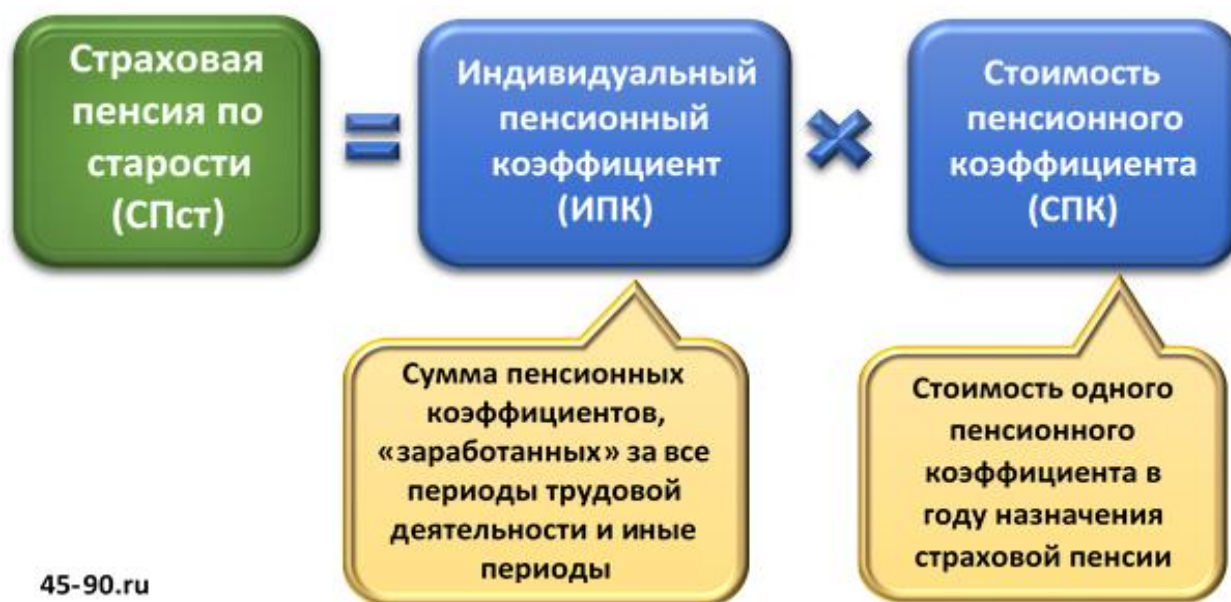 Страховая
пенсия по
старости
(СПст)
=
Индивидуальный
пенсионный
коэффициент
(ИПК)
×
Стоимость
пенсионного
коэффициента
(СПК)
Сумма пенсионных
коэффициентов,
«заработанных» за все
периоды трудовой
деятельности и иные
периоды
Стоимость одного
пенсионного
коэффициента в
году назначения
страховой пенсии
45-90.ru